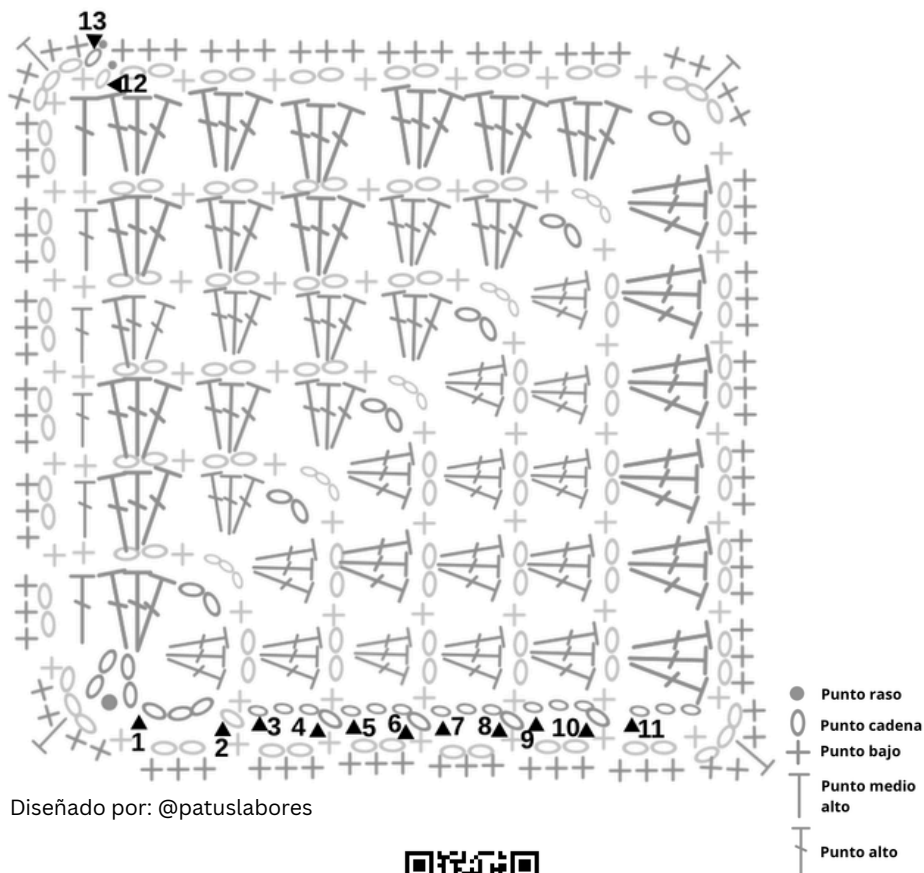 13
12
1
2
3
4
5
6
7
8
9
10
11
Punto raso
Punto cadena
Punto bajo
Punto medio
alto
Punto alto
Diseñado por: @patuslabores